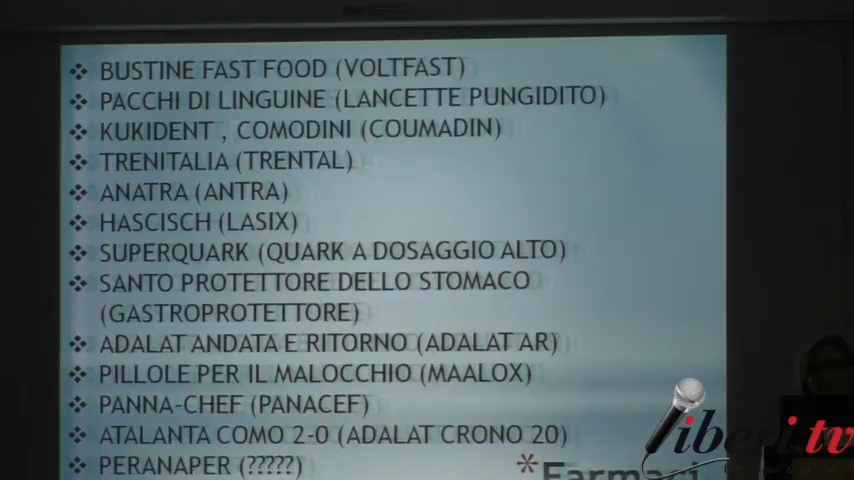 ❖ BUSTINE FAST FOOD (VOLTFAST)
❖ PACCHI DI LINGUINE (LANCETTE PUNGIDITO)
❖ KUKIDENT , COMODINI (COUMADIN)
❖ TRENITALIA (TRENTAL)
❖ ANATRA (ANTRA)
❖ HASCISCH (LASIX)
❖ SUPERQUARK (QUARK A DOSAGGIO ALTO)
❖ SANTO PROTETTORE DELLO STOMACO
(GASTROPROTETTORE)
❖ ADALAT ANDATA E RITORNO (ADALAT AR)
❖ PILLOLE PER IL MALOCCHIO (MAALOX)
❖ PANNA-CHEF (PANACEF)
❖ ATALANTA COMO 2-0 (ADALAT CRONO 20)
❖ PERANAPER (?????)
*Farmaci
liberi.tv